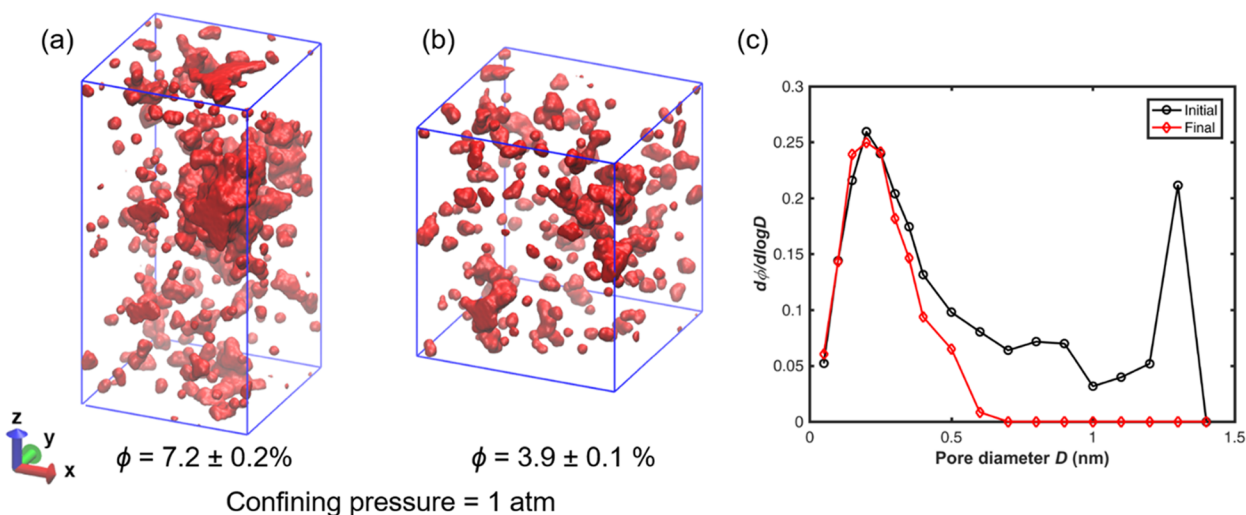 (a)
(b)
(c)
z
y
x
ϕ = 7.2 ± 0.2%
ϕ = 3.9 ± 0.1 %
Confining pressure = 1 atm
0.3
0.25
0.2
0.15
0.1
0.05
0
dϕ/dlogD
Initial
Final
0 0.5 1 1.5
Pore diameter D (nm)